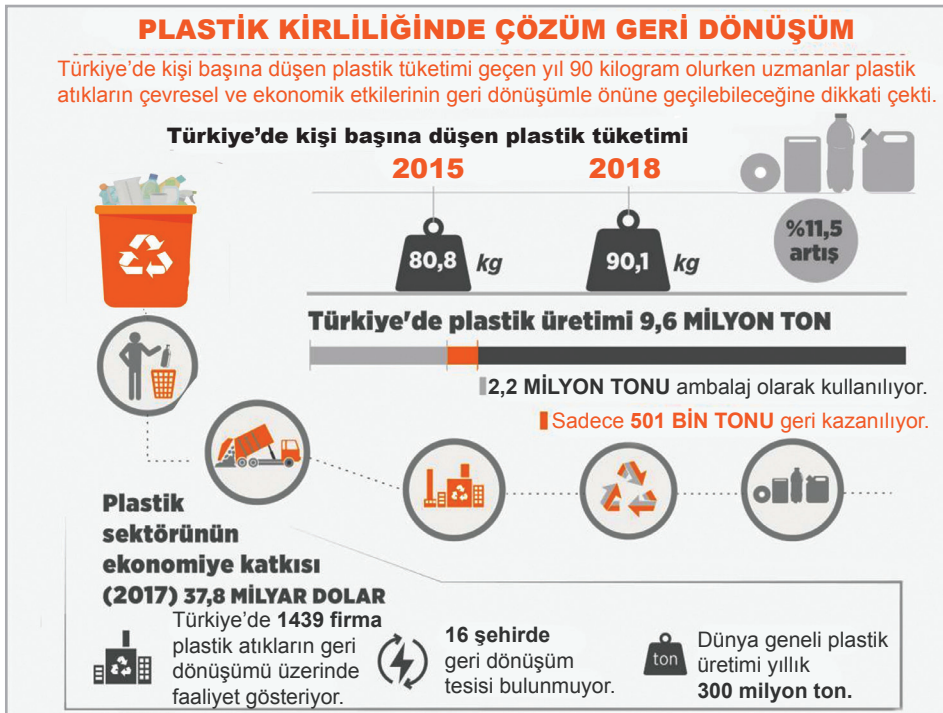 PLASTİK KİRLİLİĞİNDE ÇÖZÜM GERİ DÖNÜŞÜM
Türkiye’de kişi başına düşen plastik tüketimi geçen yıl 90 kilogram olurken uzmanlar plastik
atıkların çevresel ve ekonomik etkilerinin geri dönüşümle önüne geçilebileceğine dikkati çekti.
Türkiye’de kişi başına düşen plastik tüketimi
2015 2018
80,8 kg 90,1 kg
%11,5
artış
Türkiye'de plastik üretimi 9,6 MİLYON TON
2,2 MİLYON TONU ambalaj olarak kullanılıyor.
Sadece 501 BİN TONU geri kazanılıyor.
Plastik
sektörünün
ekonomiye katkısı
(2017) 37,8 MİLYAR DOLAR
Türkiye’de 1439 firma
plastik atıkların geri
dönüşümü üzerinde
faaliyet gösteriyor.
16 şehirde
geri dönüşüm
tesisi bulunmuyor.
ton
Dünya geneli plastik
üretimi yıllık
300 milyon ton.